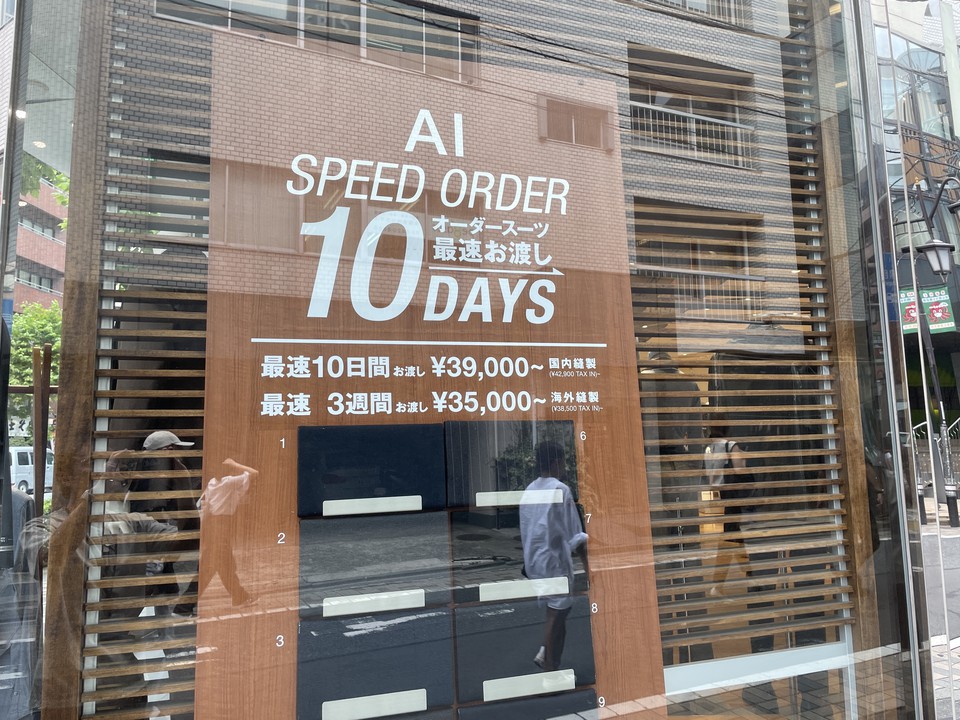 AI
SPEED ORDER
10 DAYS
オーダースーツ
最速お渡し
最速10日間お渡し ¥39,000~ 国内縫製
(¥42,900 TAX IN)~
最速 3週間お渡し ¥35,000~ 海外縫製
(¥38,500 TAX IN)~
1
6
2
7
3
8
9